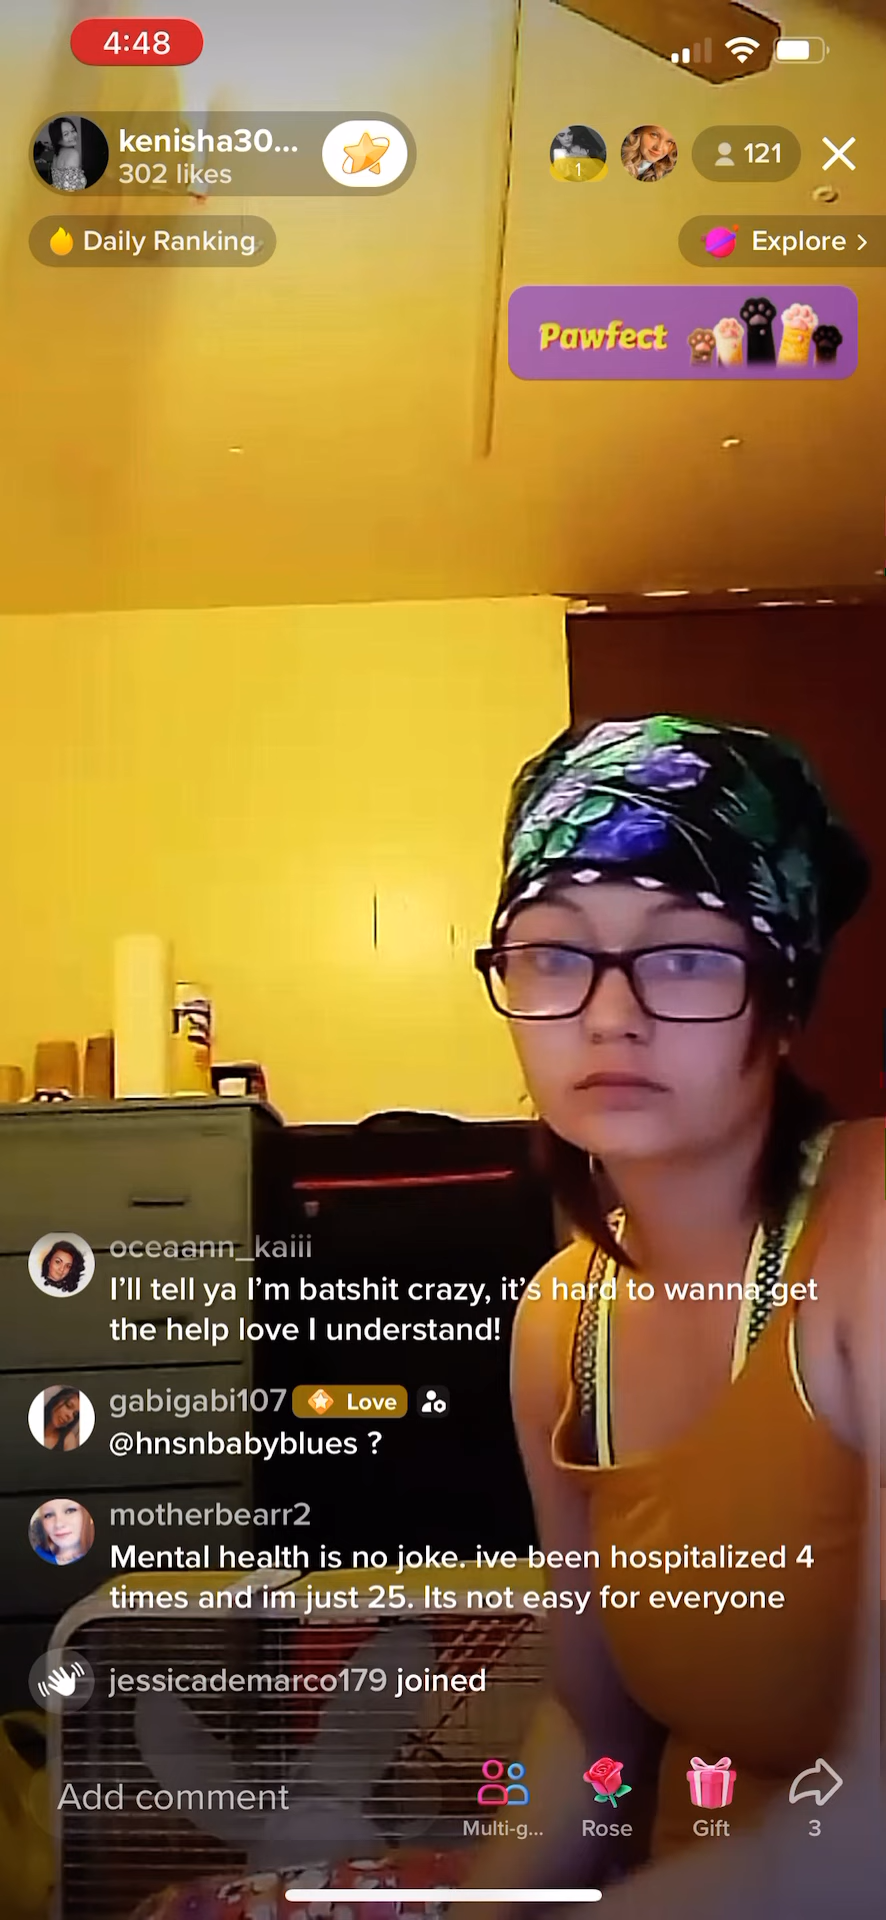 4:48
kenisha30...
302 likes
1
121
Daily Ranking
Explore >
Pawfect
oceaann_kaiii
I'll tell ya I'm batshit crazy, it's hard to wanna get
the help love I understand!
gabigabi107 Love
@hnsnbabyblues ?
motherbearr2
Mental health is no joke. ive been hospitalized 4
times and im just 25. Its not easy for everyone
jessicademarco179 joined
Add comment
Multi-g...
Rose
Gift
3